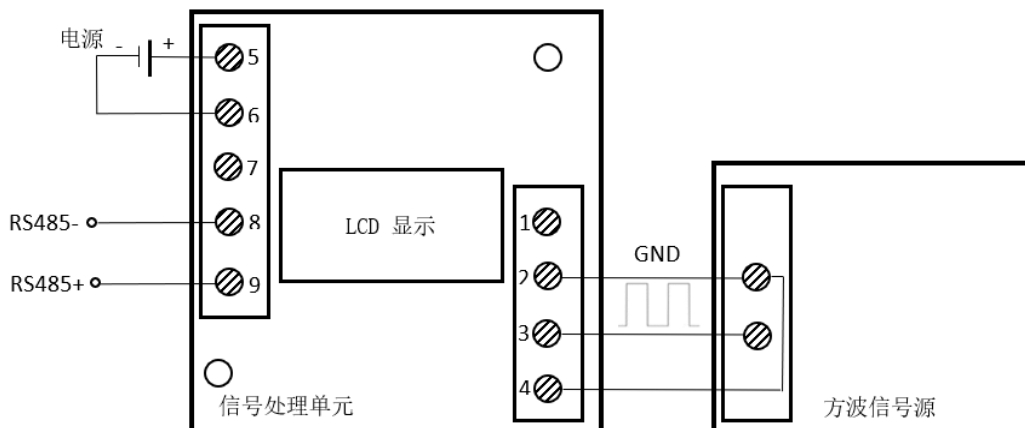 电源 - +
5
6
7
RS485- 8
RS485+ 9
LCD 显示
1
2
3
4
GND
信号处理单元
方波信号源